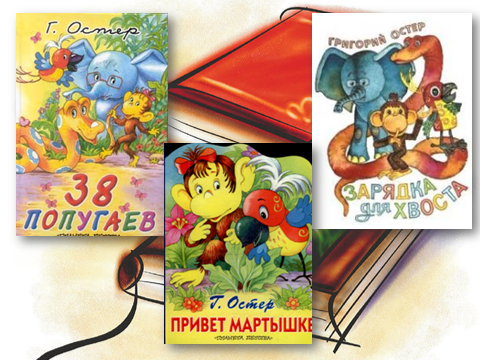 Г. Остер
38
ПОПУГАЕВ
Г. Остер
ПРИВЕТ МАРТЫШКЕ
ГРИГОРИЙ ОСТЕР
ЗАРЯДКА
для ХВОСТА